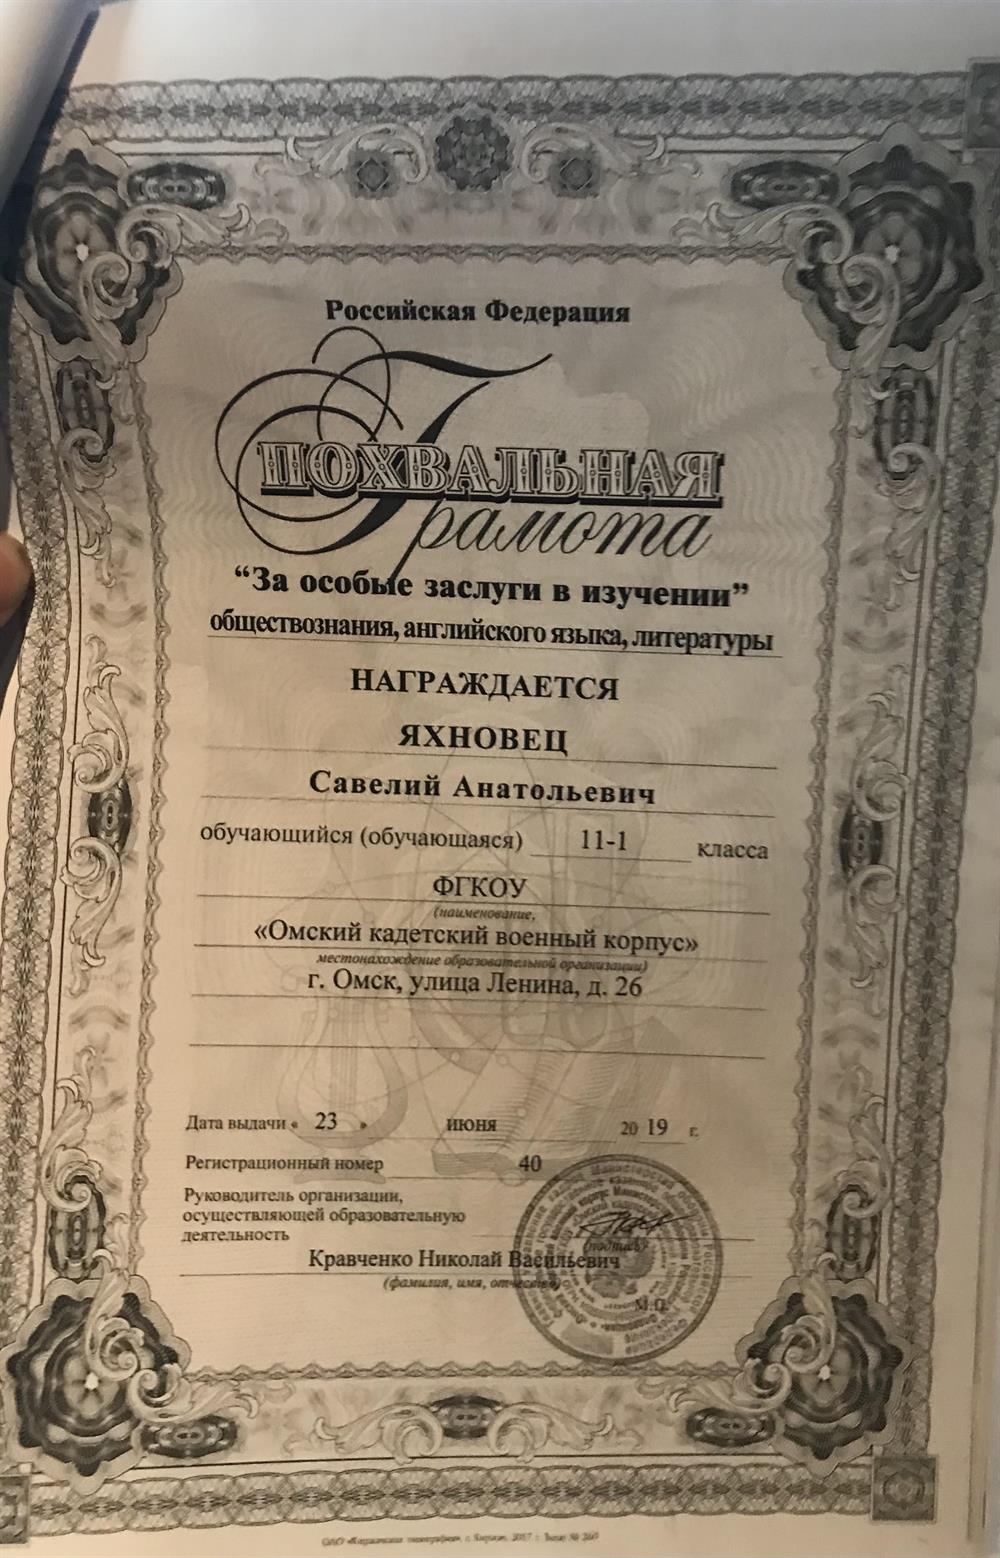 Российская Федерация
ПОХВАЛЬНАЯ
Грамота
“За особые заслуги в изучении”
обществознания, английского языка, литературы
НАГРАЖДАЕТСЯ
ЯХНОВЕЦ
Савелий Анатольевич
обучающийся (обучающаяся) 11-1 класса
ФГКОУ
(наименование,
«Омский кадетский военный корпус»
местонахождение образовательной организации)
г. Омск, улица Ленина, д. 26
Дата выдачи « 23 » июня 20 19 г.
Регистрационный номер 40
Руководитель организации,
осуществляющей образовательную
деятельность
(подпись)
Кравченко Николай Васильевич
(фамилия, имя, отчество)
М.П.